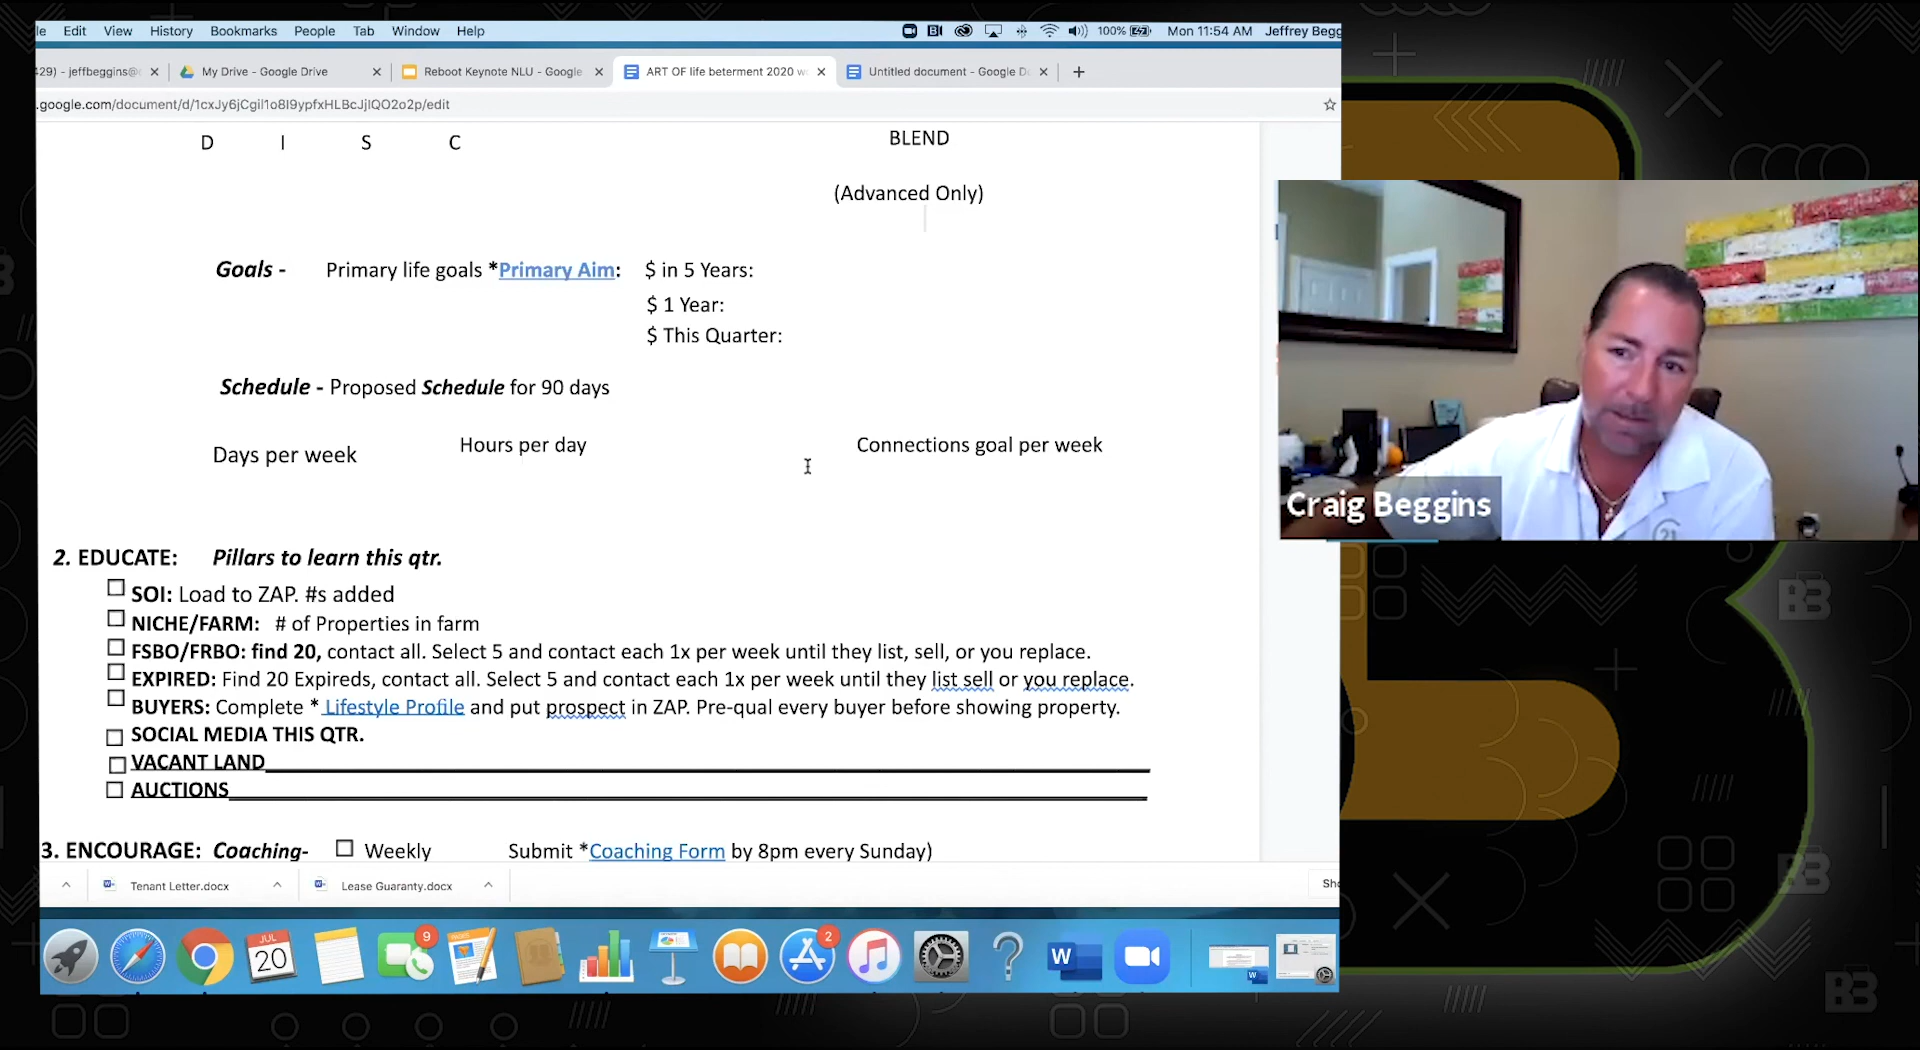 le Edit View History Bookmarks People Tab Window Help 100% Mon 11:54 AM Jeffrey Begg
429) - jeffbeggins@ My Drive - Google Drive Reboot Keynote NLU - Google ART OF life beterment 2020 w Untitled document - Google D
.google.com/document/d/1cxJy6jCgil1o8I9ypfxHLBcJjIQO2o2p/edit
D I S C BLEND
(Advanced Only)
Goals - Primary life goals *Primary Aim: $ in 5 Years:
$ 1 Year:
$ This Quarter:
Schedule - Proposed Schedule for 90 days
Days per week Hours per day Connections goal per week
Craig Beggins
2. EDUCATE: Pillars to learn this qtr.
SOI: Load to ZAP. #s added
NICHE/FARM: # of Properties in farm
FSBO/FRBO: find 20, contact all. Select 5 and contact each 1x per week until they list, sell, or you replace.
EXPIRED: Find 20 Expireds, contact all. Select 5 and contact each 1x per week until they list sell or you replace.
BUYERS: Complete * Lifestyle Profile and put prospect in ZAP. Pre-qual every buyer before showing property.
SOCIAL MEDIA THIS QTR.
VACANT LAND
AUCTIONS
3. ENCOURAGE: Coaching- Weekly Submit *Coaching Form by 8pm every Sunday)
Tenant Letter.docx Lease Guaranty.docx Sh
JUL
20
9
PAGES
2
W